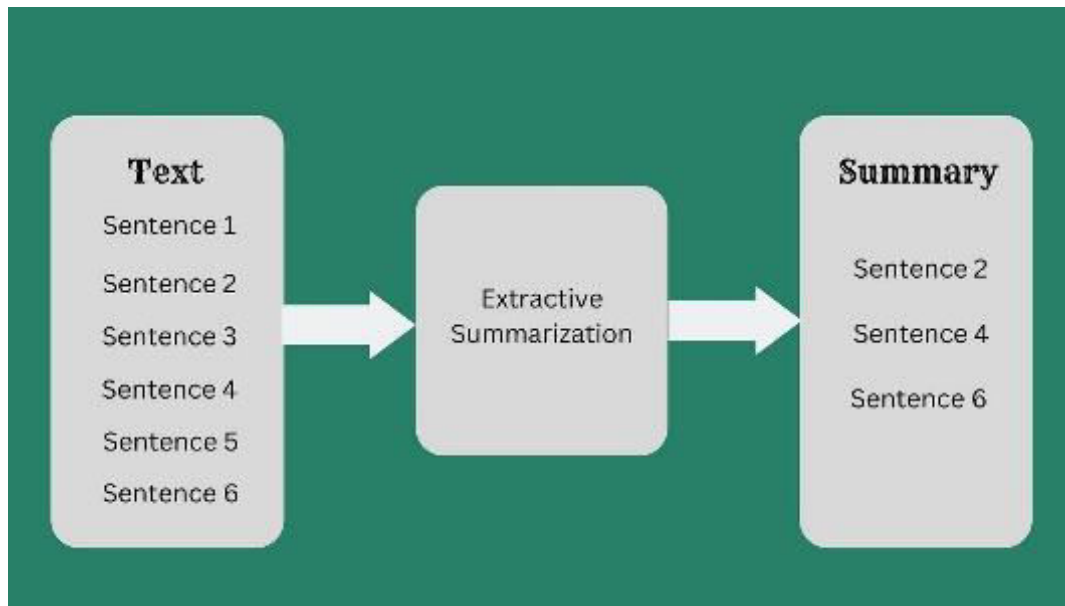 Text
Sentence 1
Sentence 2
Sentence 3
Sentence 4
Sentence 5
Sentence 6
Extractive
Summarization
Summary
Sentence 2
Sentence 4
Sentence 6